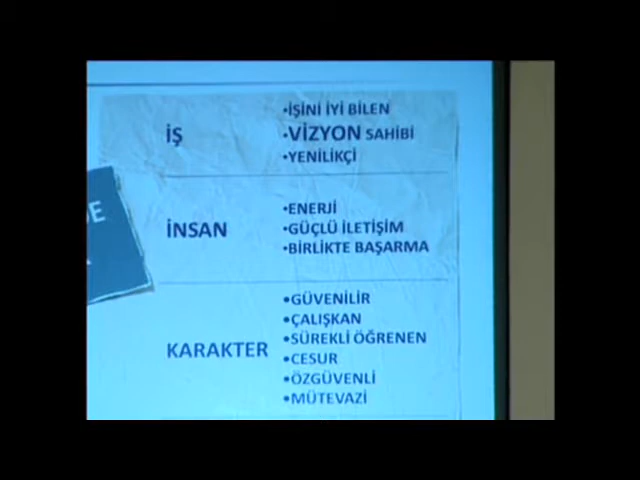 İŞ
•İŞİNİ İYİ BİLEN
•VİZYON SAHİBİ
•YENİLİKÇİ
İNSAN
•ENERJİ
•GÜÇLÜ İLETİŞİM
•BİRLİKTE BAŞARMA
KARAKTER
•GÜVENİLİR
•ÇALIŞKAN
•SÜREKLİ ÖĞRENEN
•CESUR
•ÖZGÜVENLİ
•MÜTEVAZİ